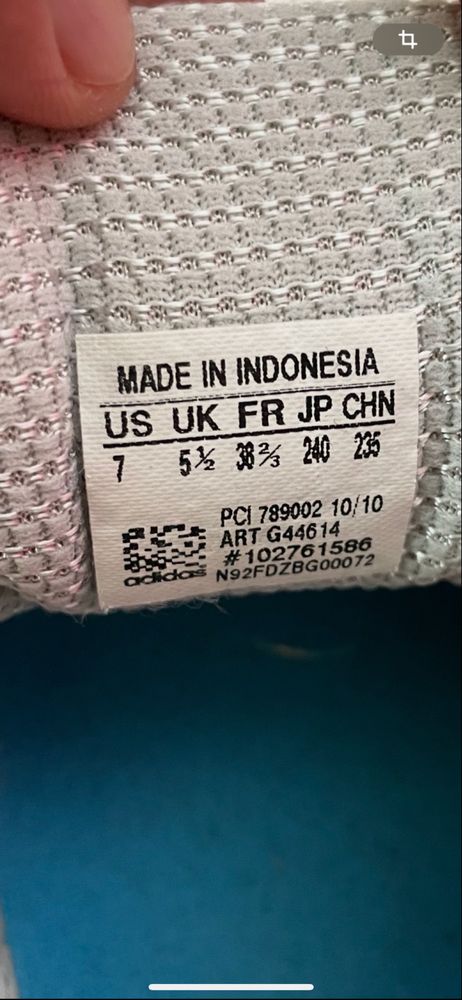 MADE IN INDONESIA
US UK FR JP CHN
7 5½ 38⅔ 240 235
PCI 789002 10/10
ART G44614
#102761586
adidas N92FDZBG00072